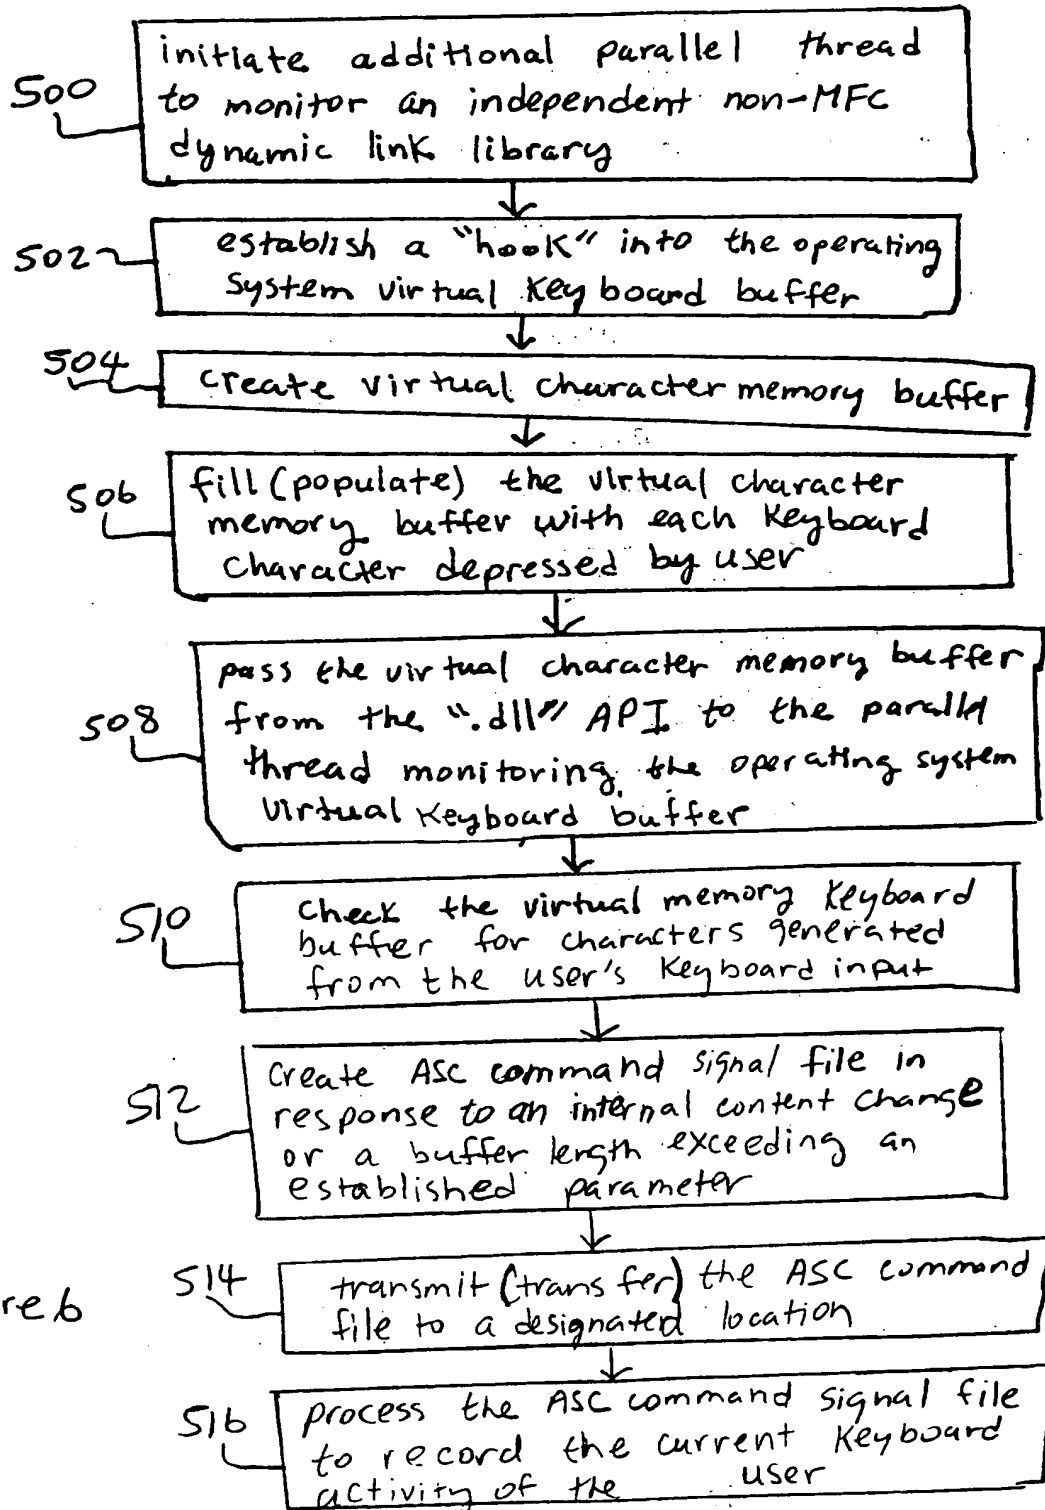 500
initiate additional parallel thread
to monitor an independent non-MFC
dynamic link library
502
establish a "hook" into the operating
system virtual keyboard buffer
504
create virtual character memory buffer
506
fill (populate) the virtual character
memory buffer with each keyboard
character depressed by user
508
pass the virtual character memory buffer
from the ".dll" API to the parallel
thread monitoring the operating system
virtual keyboard buffer
510
check the virtual memory keyboard
buffer for characters generated
from the user's keyboard input
512
create ASC command signal file in
response to an internal content change
or a buffer length exceeding an
established parameter
514
transmit (transfer) the ASC command
file to a designated location
re 6
516
process the ASC command signal file
to record the current keyboard
activity of the user